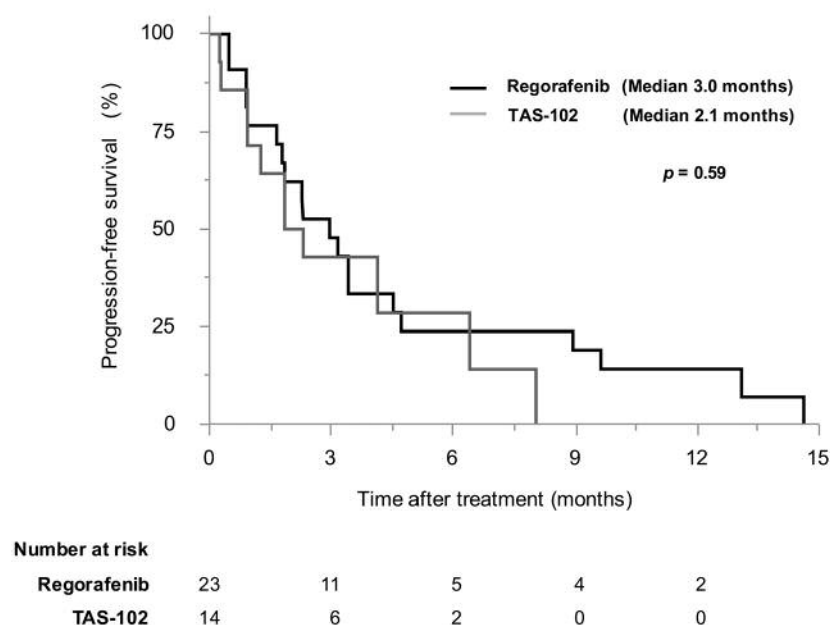 Progression-free survival (%)
100
75
50
25
0
Regorafenib (Median 3.0 months)
TAS-102 (Median 2.1 months)
p = 0.59
0 3 6 9 12 15
Time after treatment (months)
Number at risk
Regorafenib 23 11 5 4 2
TAS-102 14 6 2 0 0